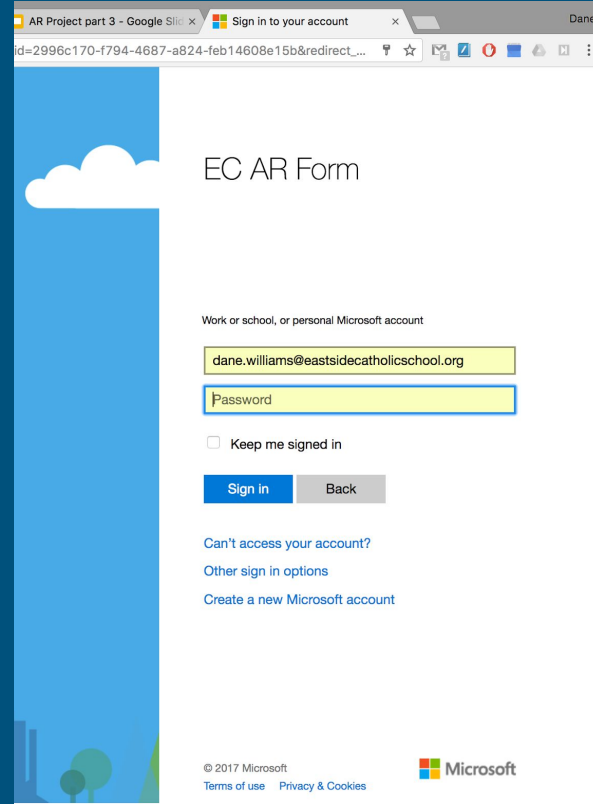 AR Project part 3 - Google Slid
Sign in to your account
Dane
id=2996c170-f794-4687-a824-feb14608e15b&redirect_...
EC AR Form
Work or school, or personal Microsoft account
dane.williams@eastsidecatholicschool.org
Password
Keep me signed in
Sign in
Back
Can't access your account?
Other sign in options
Create a new Microsoft account
© 2017 Microsoft
Microsoft
Terms of use Privacy & Cookies